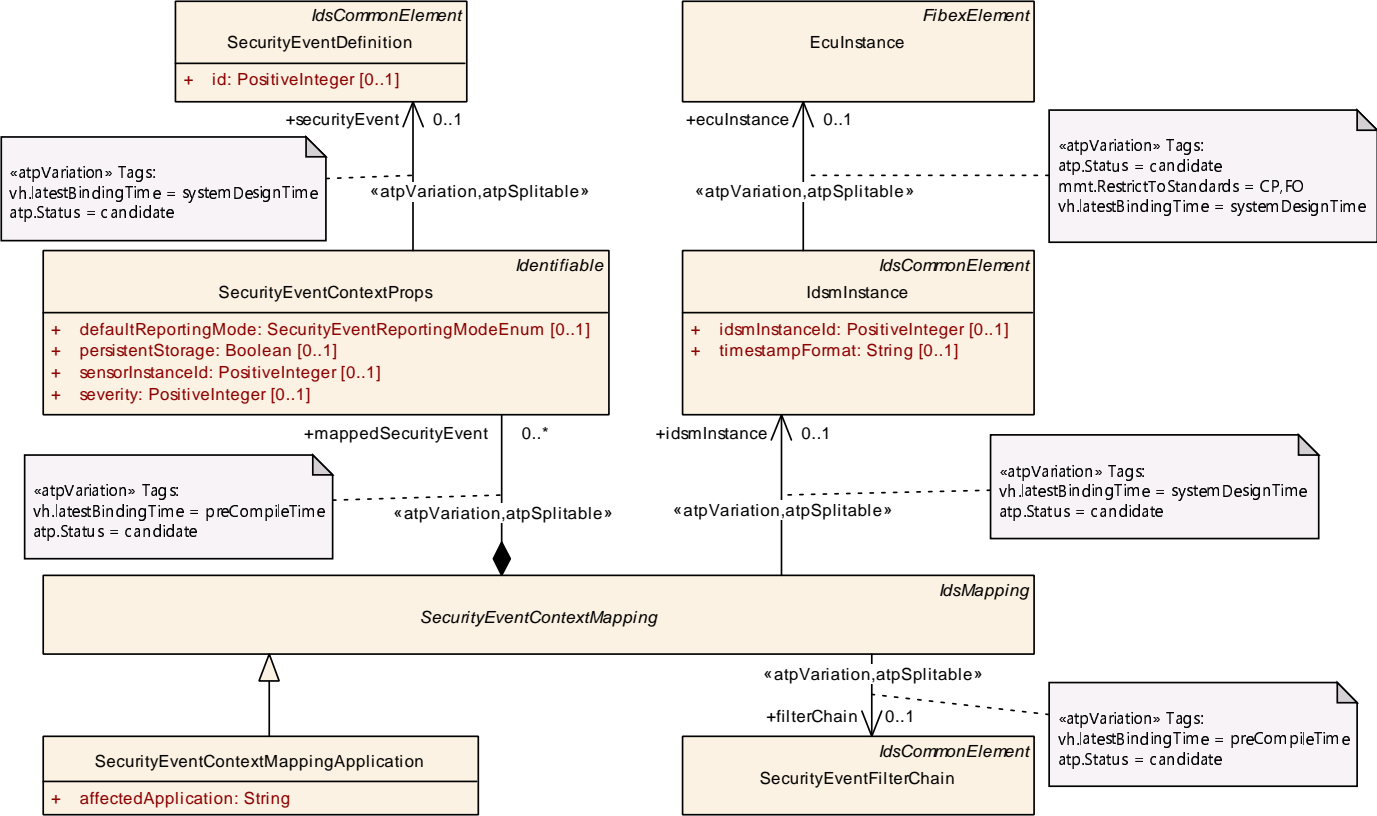 IdsCommonElement
SecurityEventDefinition
+ id: PositiveInteger [0..1]
FibexElement
EcuInstance
+securityEvent 0..1
+ecuInstance 0..1
«atpVariation» Tags:
vh.latestBindingTime = systemDesignTime
atp.Status = candidate
«atpVariation,atpSplitable»
«atpVariation,atpSplitable»
«atpVariation» Tags:
atp.Status = candidate
mmt.RestrictToStandards = CP,FO
vh.latestBindingTime = systemDesignTime
Identifiable
SecurityEventContextProps
+ defaultReportingMode: SecurityEventReportingModeEnum [0..1]
+ persistentStorage: Boolean [0..1]
+ sensorInstanceId: PositiveInteger [0..1]
+ severity: PositiveInteger [0..1]
IdsCommonElement
IdsmInstance
+ idsmInstanceId: PositiveInteger [0..1]
+ timestampFormat: String [0..1]
+mappedSecurityEvent 0..*
+idsmInstance 0..1
«atpVariation» Tags:
vh.latestBindingTime = preCompileTime
atp.Status = candidate
«atpVariation,atpSplitable»
«atpVariation,atpSplitable»
«atpVariation» Tags:
vh.latestBindingTime = systemDesignTime
atp.Status = candidate
IdsMapping
SecurityEventContextMapping
«atpVariation,atpSplitable»
+filterChain 0..1
«atpVariation» Tags:
vh.latestBindingTime = preCompileTime
atp.Status = candidate
SecurityEventContextMappingApplication
+ affectedApplication: String
IdsCommonElement
SecurityEventFilterChain